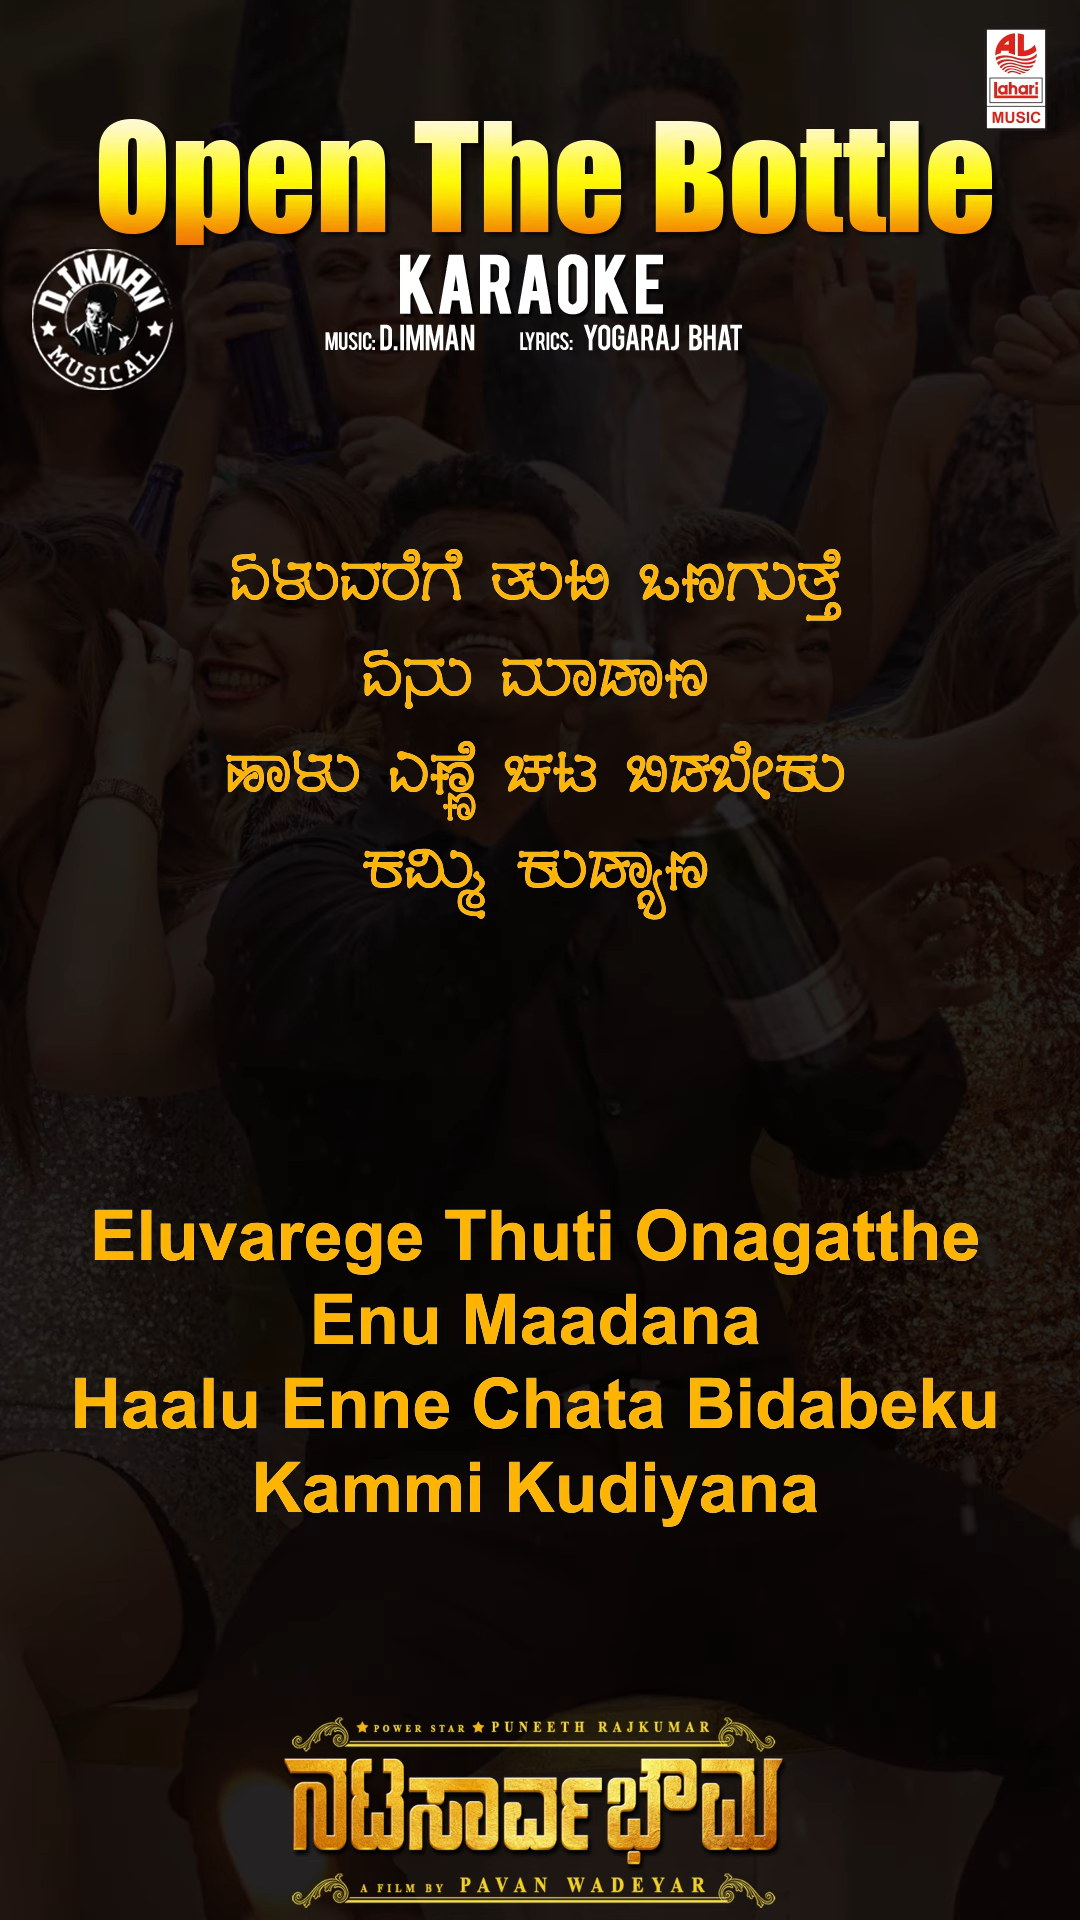 AL
lahari
MUSIC
Open The Bottle
KARAOKE
MUSIC: D.IMMAN LYRICS: YOGARAJ BHAT
D.IMMAN
MUSICAL
ಏಳುವರೆಗೆ ತುಟಿ ಒಣಗುತ್ತೆ
ಏನು ಮಾಡಾಣ
ಹಾಳು ಎಣ್ಣೆ ಚಟ ಬಿಡಬೇಕು
ಕಮ್ಮಿ ಕುಡ್ಯಾಣ
Eluvarege Thuti Onagatthe
Enu Maadana
Haalu Enne Chata Bidabeku
Kammi Kudiyana
POWER STAR PUNEETH RAJKUMAR
ನಟಸಾರ್ವಭೌಮ
A FILM BY PAVAN WADEYAR